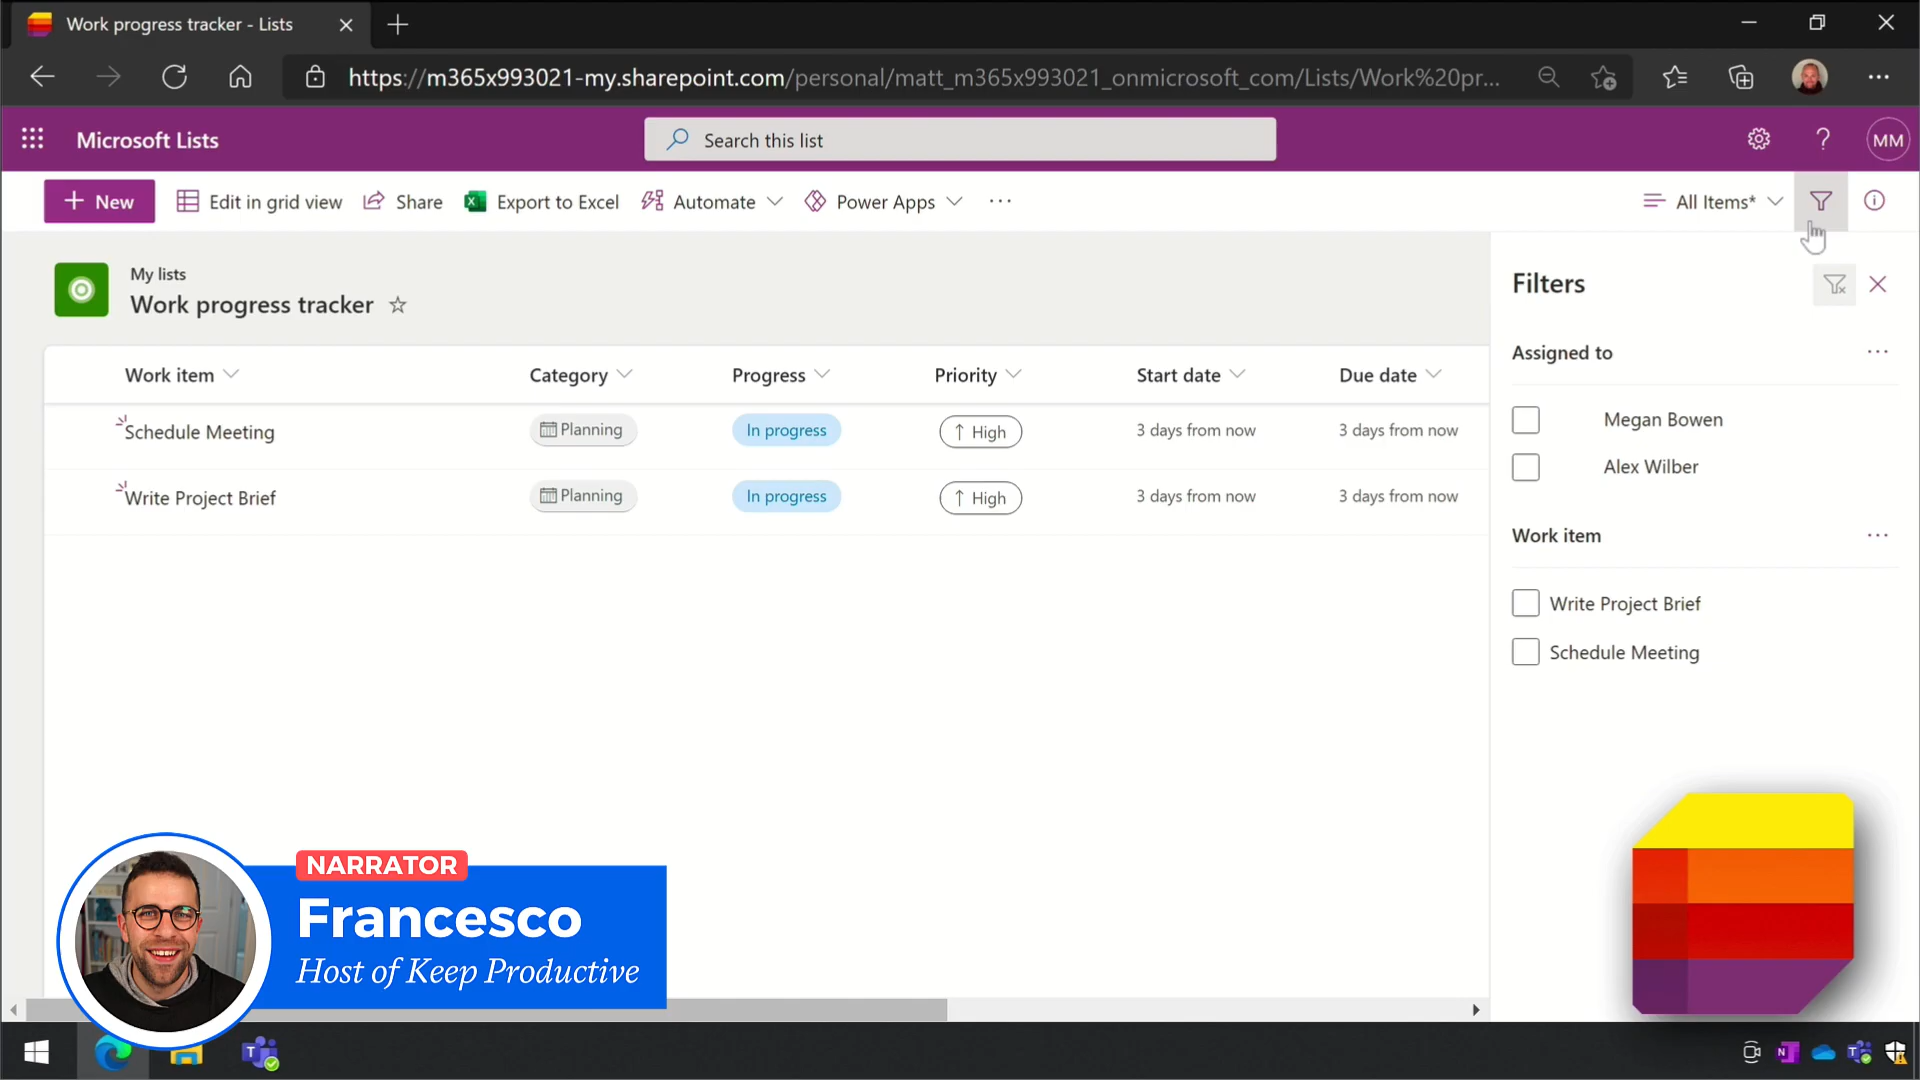 Work progress tracker - Lists
https://m365x993021-my.sharepoint.com/personal/matt_m365x993021_onmicrosoft_com/Lists/Work%20pr...
Microsoft Lists
Search this list
MM
New
Edit in grid view
Share
Export to Excel
Automate
Power Apps
All Items*
My lists
Work progress tracker
Filters
Assigned to
Megan Bowen
Alex Wilber
Work item
Write Project Brief
Schedule Meeting
Work item Category Progress Priority Start date Due date
Schedule Meeting Planning In progress High 3 days from now 3 days from now
Write Project Brief Planning In progress High 3 days from now 3 days from now
NARRATOR
Francesco
Host of Keep Productive